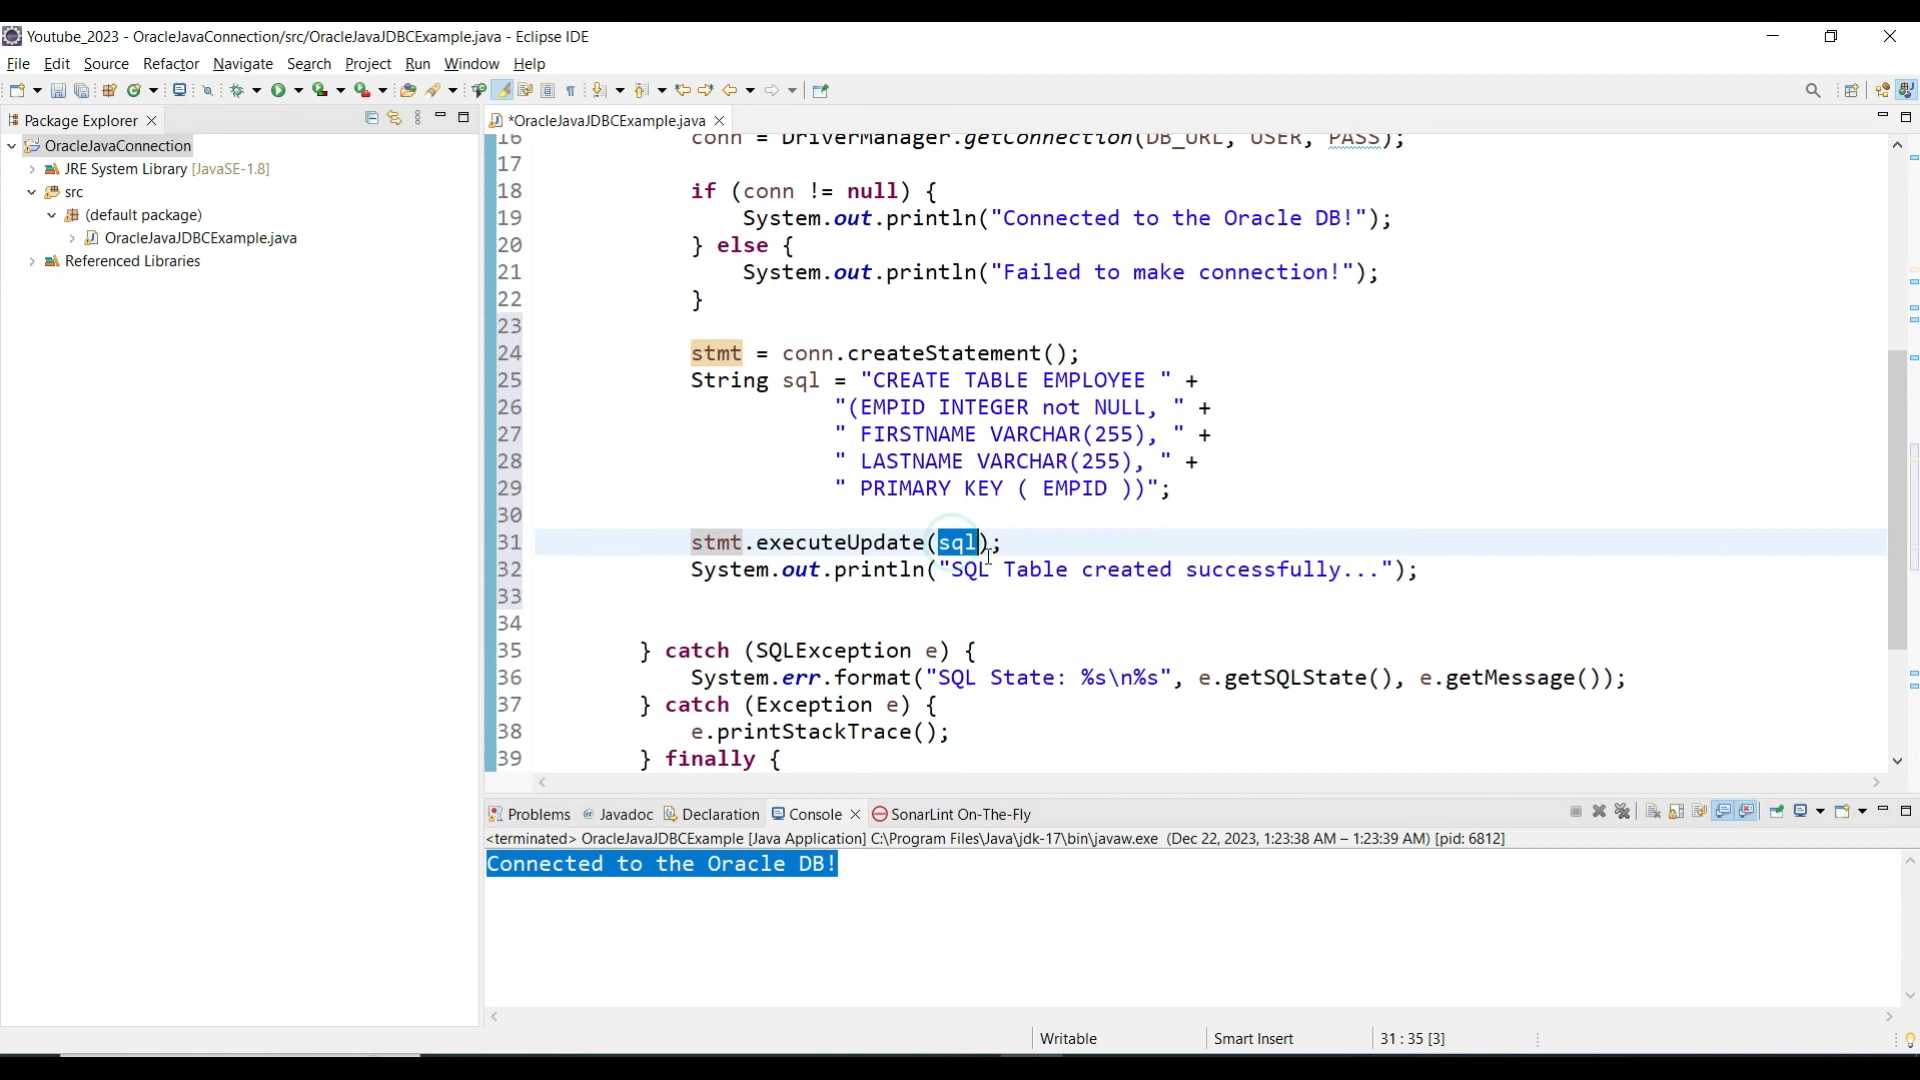 Youtube_2023 - OracleJavaConnection/src/OracleJavaJDBCExample.java - Eclipse IDE
File Edit Source Refactor Navigate Search Project Run Window Help
Package Explorer
*OracleJavaJDBCExample.java
OracleJavaConnection
JRE System Library [JavaSE-1.8]
src
(default package)
OracleJavaJDBCExample.java
Referenced Libraries
16 conn = DriverManager.getConnection(DB_URL, USER, PASS);
17
18 if (conn != null) {
19 System.out.println("Connected to the Oracle DB!");
20 } else {
21 System.out.println("Failed to make connection!");
22 }
23
24 stmt = conn.createStatement();
25 String sql = "CREATE TABLE EMPLOYEE " +
26 "(EMPID INTEGER not NULL, " +
27 " FIRSTNAME VARCHAR(255), " +
28 " LASTNAME VARCHAR(255), " +
29 " PRIMARY KEY ( EMPID ))";
30
31 stmt.executeUpdate(sql);
32 System.out.println("SQL Table created successfully...");
33
34
35 } catch (SQLException e) {
36 System.err.format("SQL State: %s\n%s", e.getSQLState(), e.getMessage());
37 } catch (Exception e) {
38 e.printStackTrace();
39 } finally {
Problems Javadoc Declaration Console SonarLint On-The-Fly
<terminated> OracleJavaJDBCExample [Java Application] C:\Program Files\Java\jdk-17\bin\javaw.exe (Dec 22, 2023, 1:23:38 AM – 1:23:39 AM) [pid: 6812]
Connected to the Oracle DB!
Writable Smart Insert 31 : 35 [3]